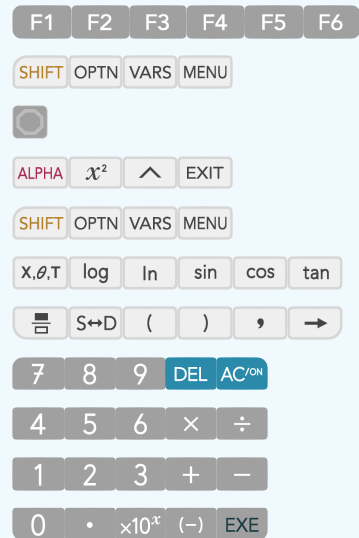 F1 F2 F3 F4 F5 F6
SHIFT OPTN VARS MENU
ALPHA x² ^ EXIT
SHIFT OPTN VARS MENU
X,θ,T log ln sin cos tan
S↔D ( ) , →
7 8 9 DEL AC/ON
4 5 6 × ÷
1 2 3 + −
0 · ×10ˣ (−) EXE